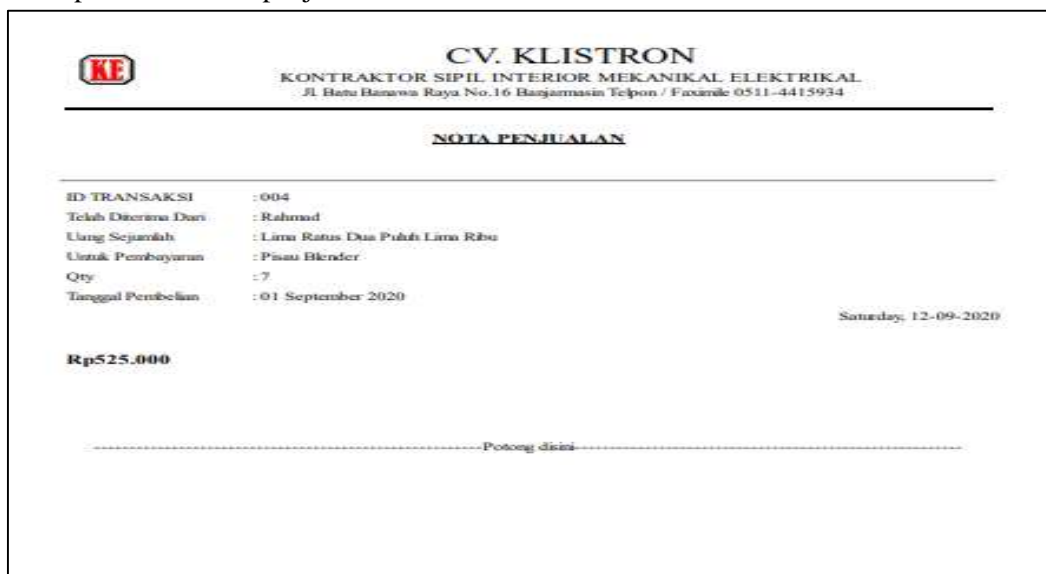 KE
CV. KLISTRON
KONTRAKTOR SIPIL INTERIOR MEKANIKAL ELEKTRIKAL
Jl. Batu Banawa Raya No.16 Banjarmasin Telpon / Faximile 0511-4415934
NOTA PENJUALAN
ID TRANSAKSI : 004
Telah Diterima Dari : Rahmad
Uang Sejumlah : Lima Ratus Dua Puluh Lima Ribu
Untuk Pembayaran : Pisau Blender
Qty : 7
Tanggal Pembelian : 01 September 2020
Saturday, 12-09-2020
Rp525.000
Potong disini